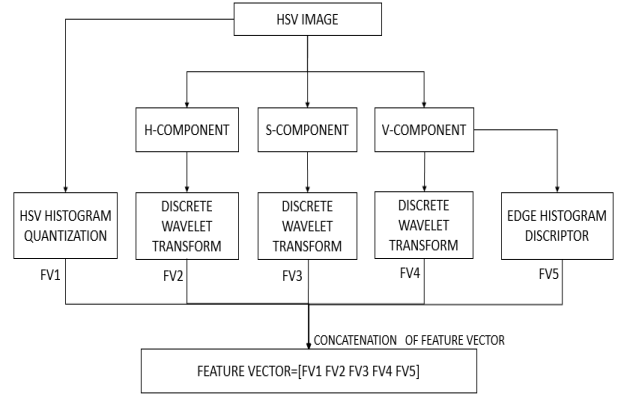 HSV IMAGE
H-COMPONENT
S-COMPONENT
V-COMPONENT
HSV HISTOGRAM
QUANTIZATION
DISCRETE
WAVELET
TRANSFORM
DISCRETE
WAVELET
TRANSFORM
DISCRETE
WAVELET
TRANSFORM
EDGE HISTOGRAM
DISCRIPTOR
FV1
FV2
FV3
FV4
FV5
CONCATENATION OF FEATURE VECTOR
FEATURE VECTOR=[FV1 FV2 FV3 FV4 FV5]